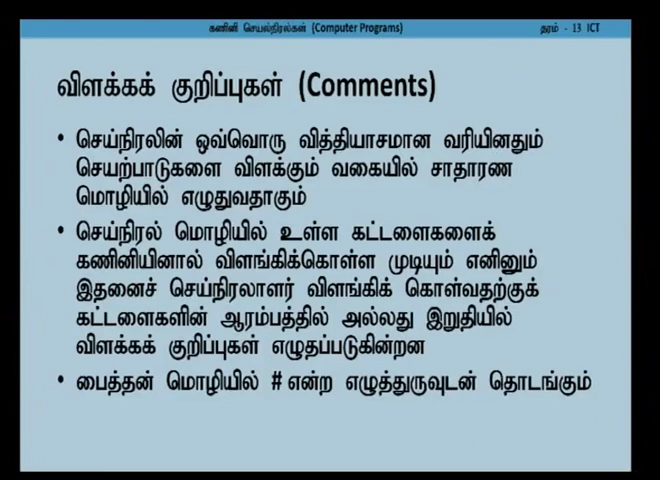 கணினி செயல்நிரல்கள் (Computer Programs)
தரம் - 13 ICT
விளக்கக் குறிப்புகள் (Comments)
• செய்நிரலின் ஒவ்வொரு வித்தியாசமான வரியினதும்
செயற்பாடுகளை விளக்கும் வகையில் சாதாரண
மொழியில் எழுதுவதாகும்
• செய்நிரல் மொழியில் உள்ள கட்டளைகளைக்
கணினியினால் விளங்கிக்கொள்ள முடியும் எனினும்
இதனைச் செய்நிரலாளர் விளங்கிக் கொள்வதற்குக்
கட்டளைகளின் ஆரம்பத்தில் அல்லது இறுதியில்
விளக்கக் குறிப்புகள் எழுதப்படுகின்றன
• பைத்தன் மொழியில் # என்ற எழுத்துருவுடன் தொடங்கும்